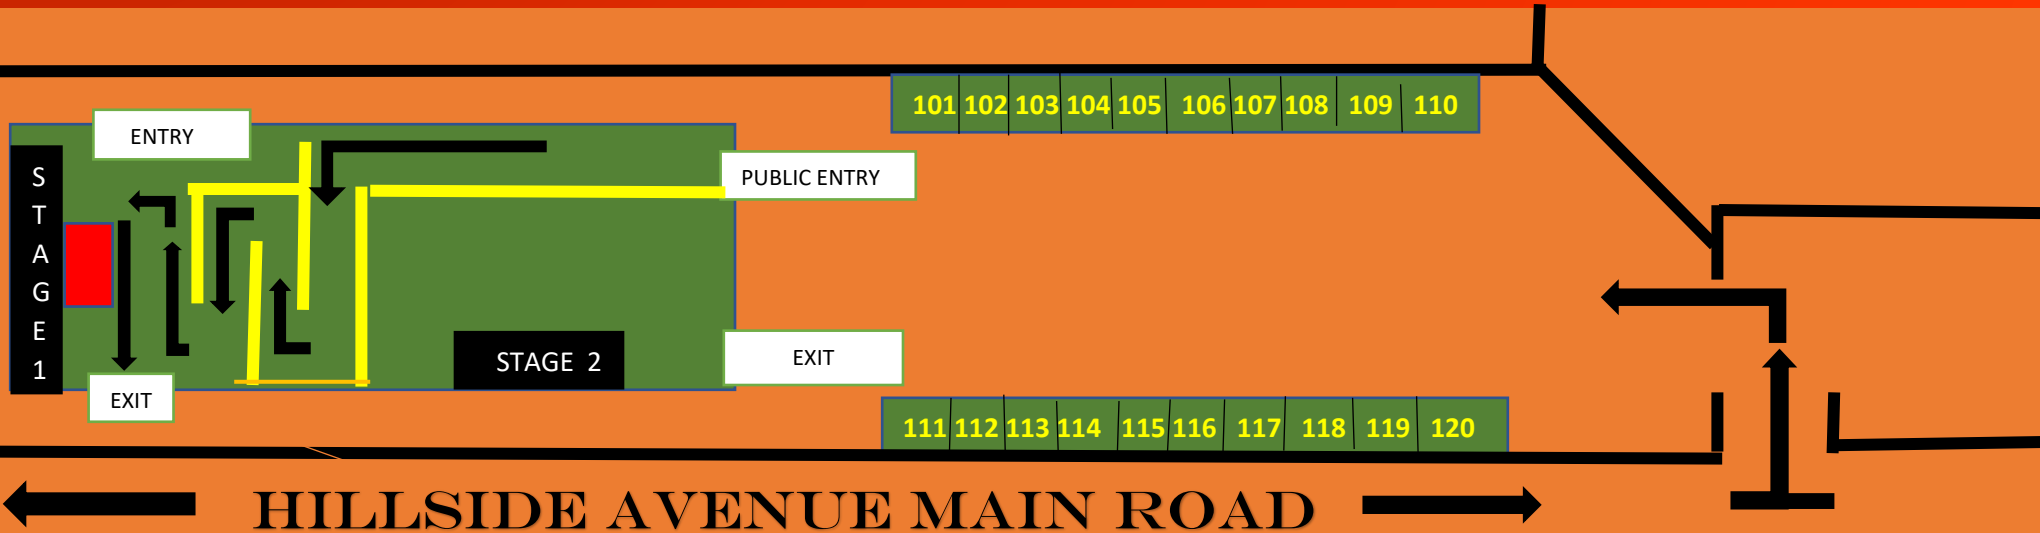 101 102 103 104 105 106 107 108 109 110
ENTRY
PUBLIC ENTRY
S
T
A
G
E
1
STAGE 2
EXIT
EXIT
111 112 113 114 115 116 117 118 119 120
HILLSIDE AVENUE MAIN ROAD